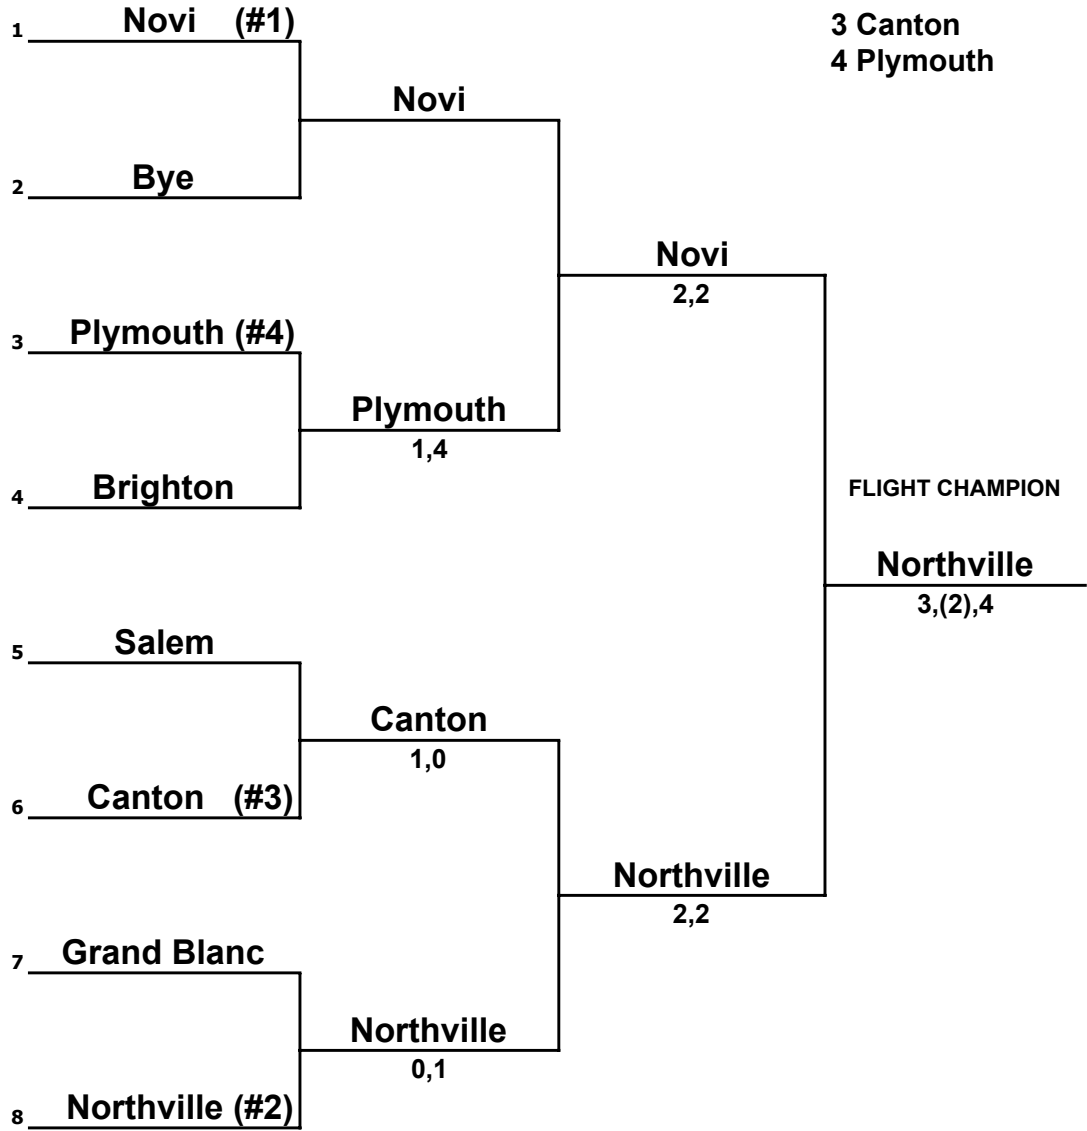 1 Novi (#1)
3 Canton
4 Plymouth
Novi
2 Bye
Novi
2,2
3 Plymouth (#4)
Plymouth
1,4
4 Brighton
FLIGHT CHAMPION
Northville
3,(2),4
5 Salem
Canton
1,0
6 Canton (#3)
Northville
2,2
7 Grand Blanc
Northville
0,1
8 Northville (#2)